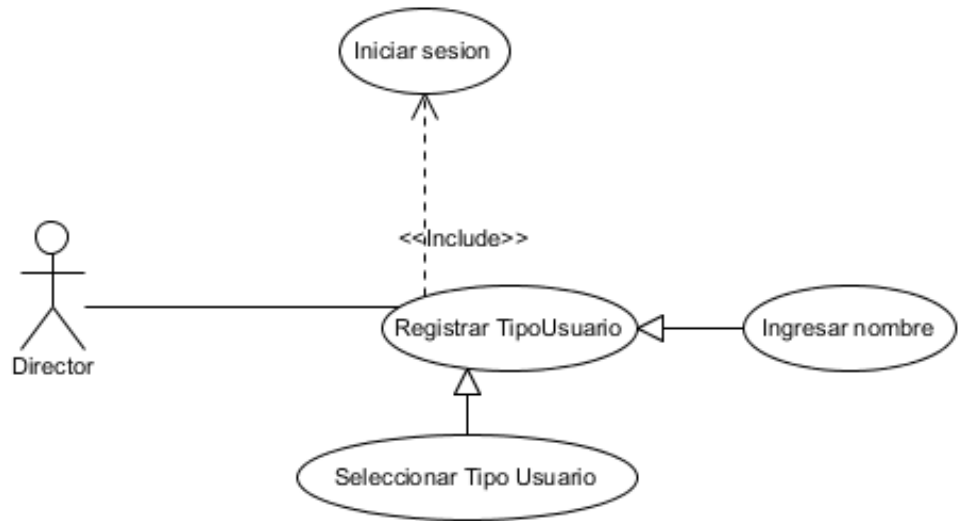 Iniciar sesion
<<Include>>
Registrar TipoUsuario
Ingresar nombre
Director
Seleccionar Tipo Usuario